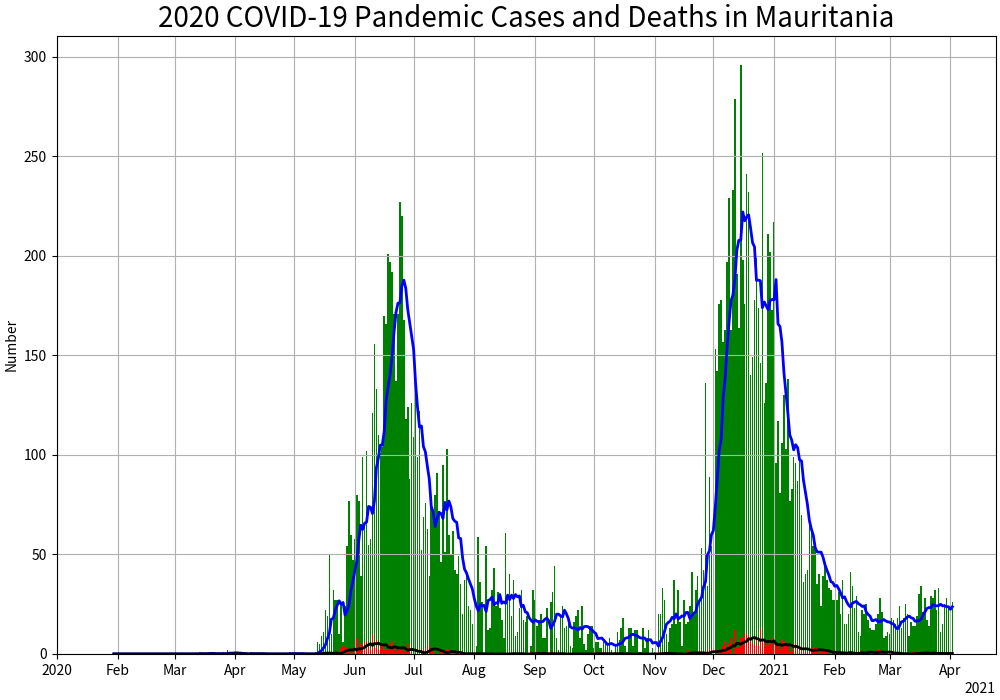 2020 COVID-19 Pandemic Cases and Deaths in Mauritania
Number
300
250
200
150
100
50
0
2020 Feb Mar Apr May Jun Jul Aug Sep Oct Nov Dec 2021 Feb Mar Apr
2021